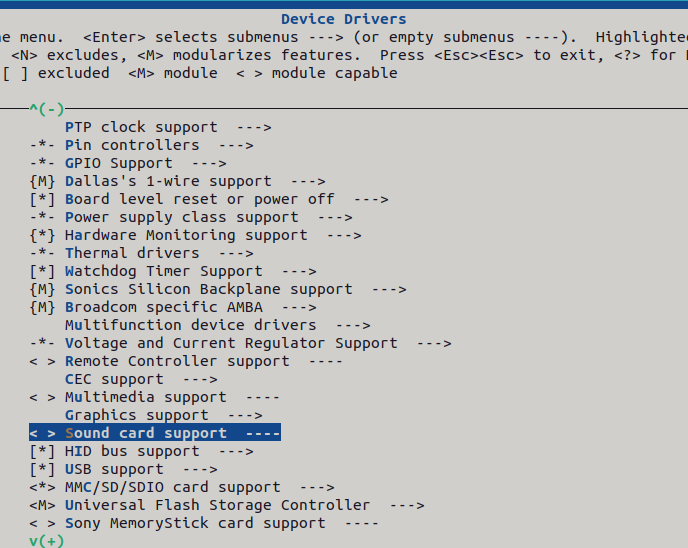 Device Drivers
e menu.  <Enter> selects submenus ---> (or empty submenus ----).  Highlighte
<N> excludes, <M> modularizes features.  Press <Esc><Esc> to exit, <?> for
[ ] excluded  <M> module  < > module capable
^(-)
PTP clock support  --->
-*- Pin controllers  --->
-*- GPIO Support  --->
{M} Dallas's 1-wire support  --->
[*] Board level reset or power off  --->
-*- Power supply class support  --->
{*} Hardware Monitoring support  --->
-*- Thermal drivers  --->
[*] Watchdog Timer Support  --->
{M} Sonics Silicon Backplane support  --->
{M} Broadcom specific AMBA  --->
Multifunction device drivers  --->
-*- Voltage and Current Regulator Support  --->
< > Remote Controller support  ----
CEC support  --->
< > Multimedia support  ----
Graphics support  --->
< > Sound card support  ----
[*] HID bus support  --->
[*] USB support  --->
<*> MMC/SD/SDIO card support  --->
<M> Universal Flash Storage Controller  --->
< > Sony MemoryStick card support  ----
v(+)